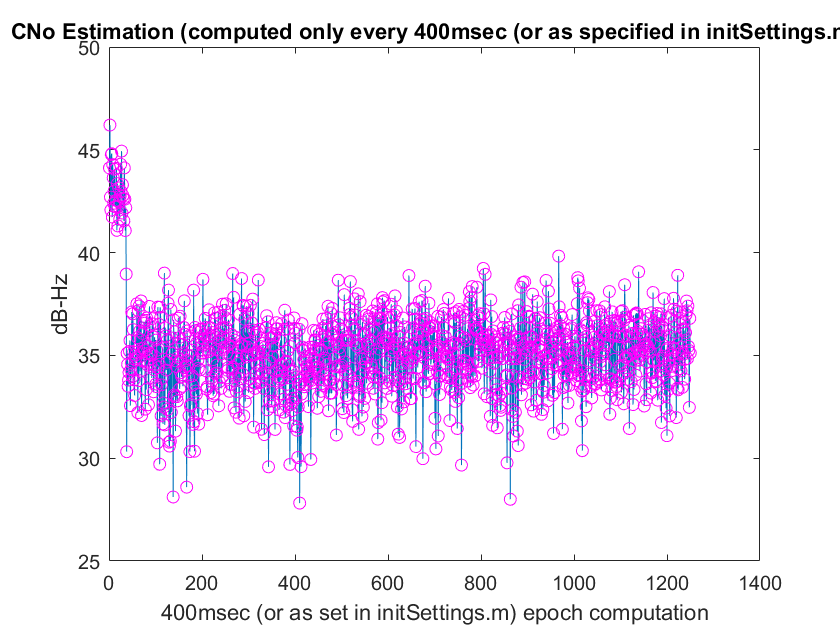 CNo Estimation (computed only every 400msec (or as specified in initSettings.
50
45
40
35
30
25
dB-Hz
0 200 400 600 800 1000 1200 1400
400msec (or as set in initSettings.m) epoch computation